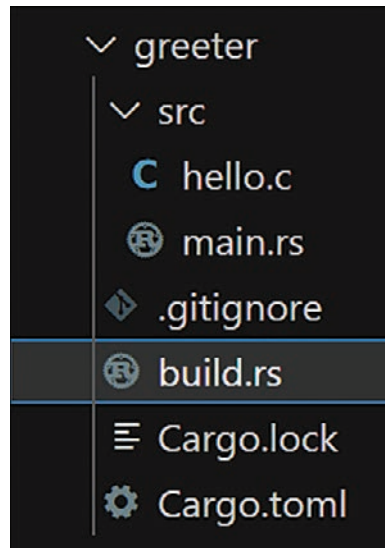 greeter
src
C hello.c
main.rs
.gitignore
build.rs
Cargo.lock
Cargo.toml